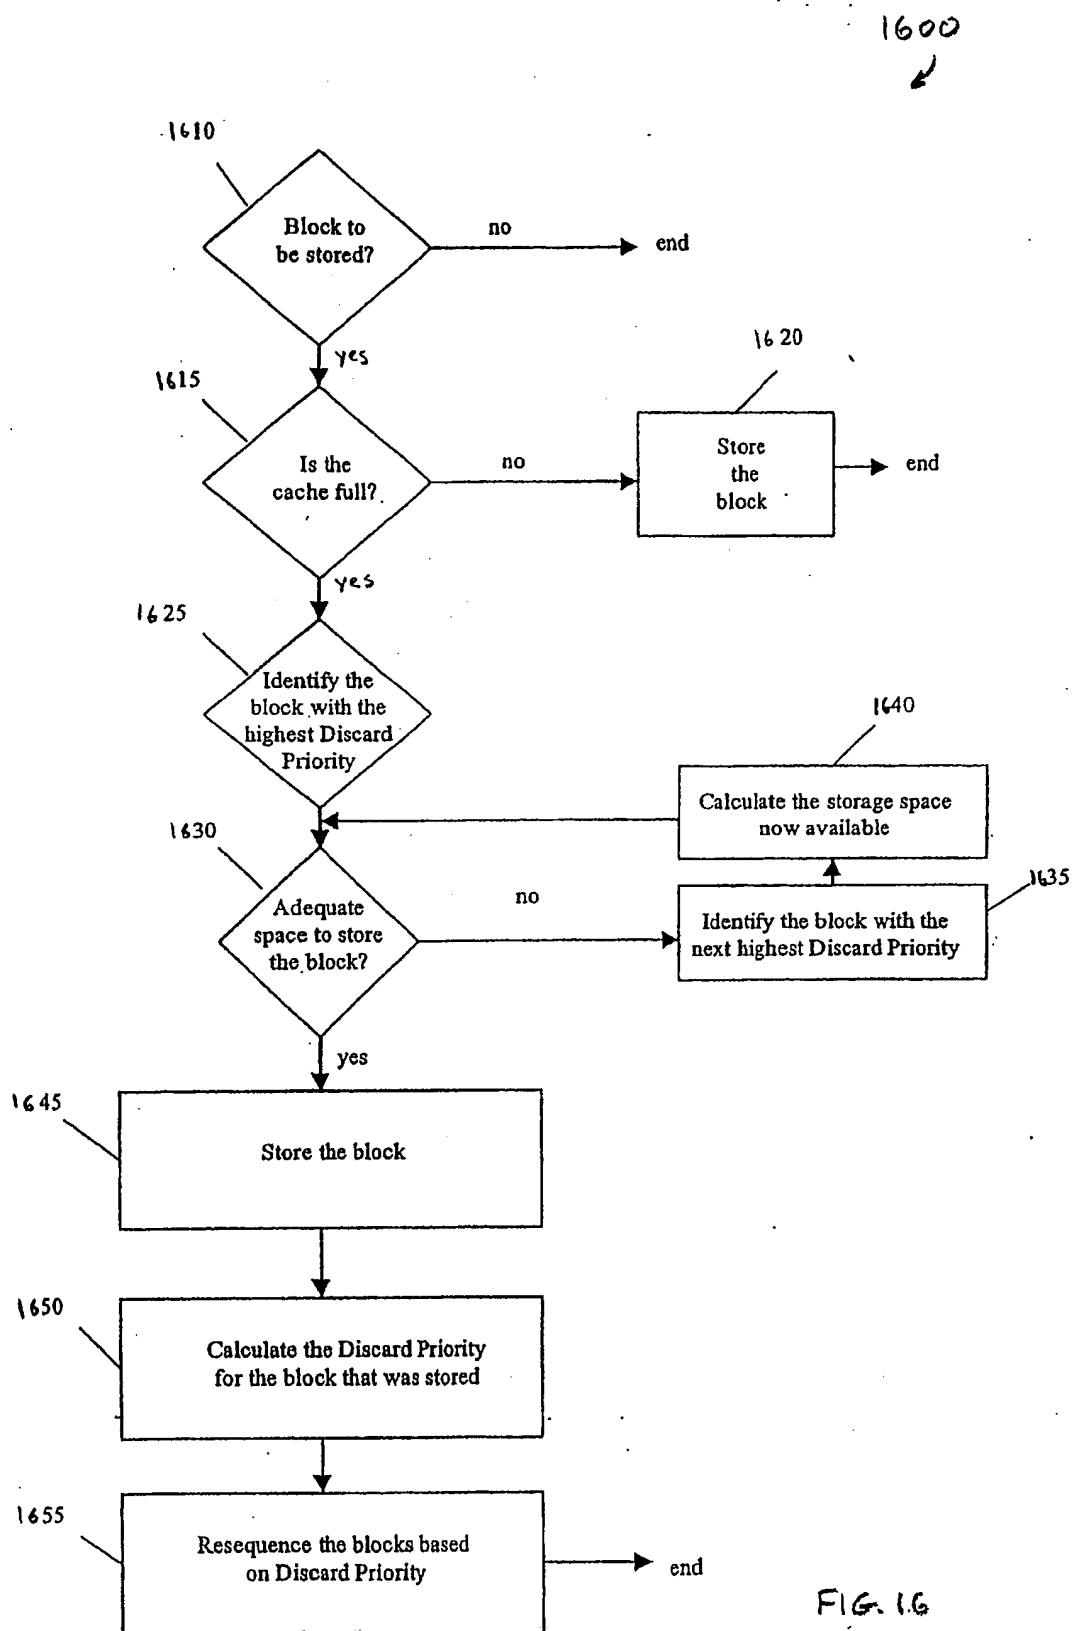 1600
1610
Block to
be stored?
no
end
yes
1615
1620
Is the
cache full?
no
Store
the
block
end
yes
1625
Identify the
block with the
highest Discard
Priority
1640
Calculate the storage space
now available
1630
1635
Adequate
space to store
the block?
no
Identify the block with the
next highest Discard Priority
yes
1645
Store the block
1650
Calculate the Discard Priority
for the block that was stored
1655
Resequence the blocks based
on Discard Priority
end
FIG. 16